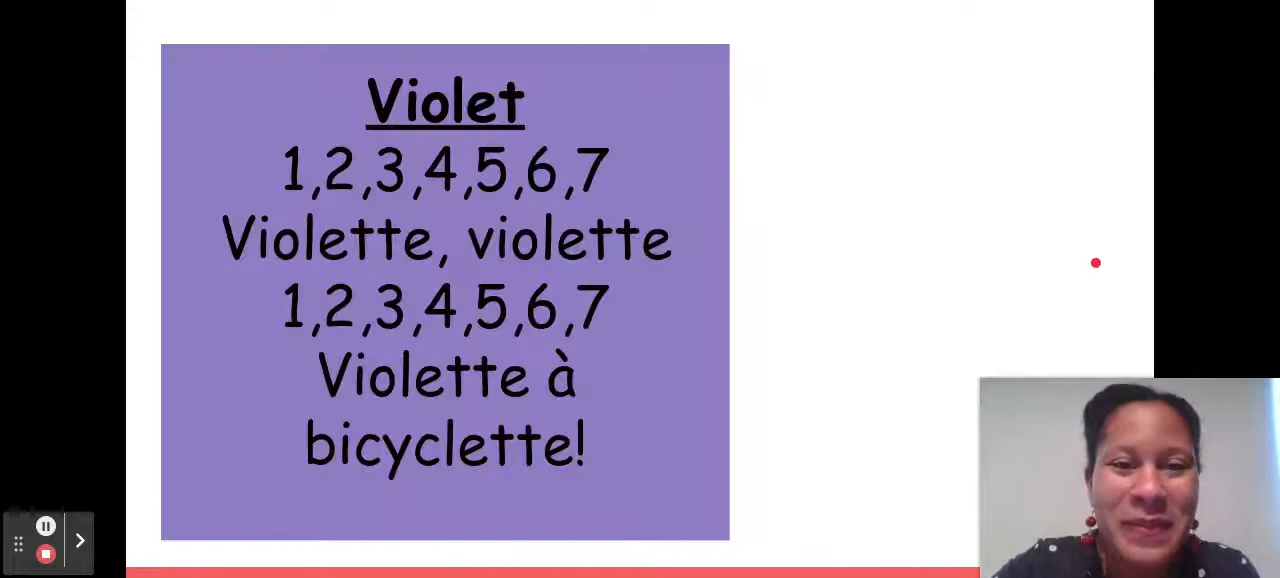 Violet
1,2,3,4,5,6,7
Violette, violette
1,2,3,4,5,6,7
Violette à
bicyclette!